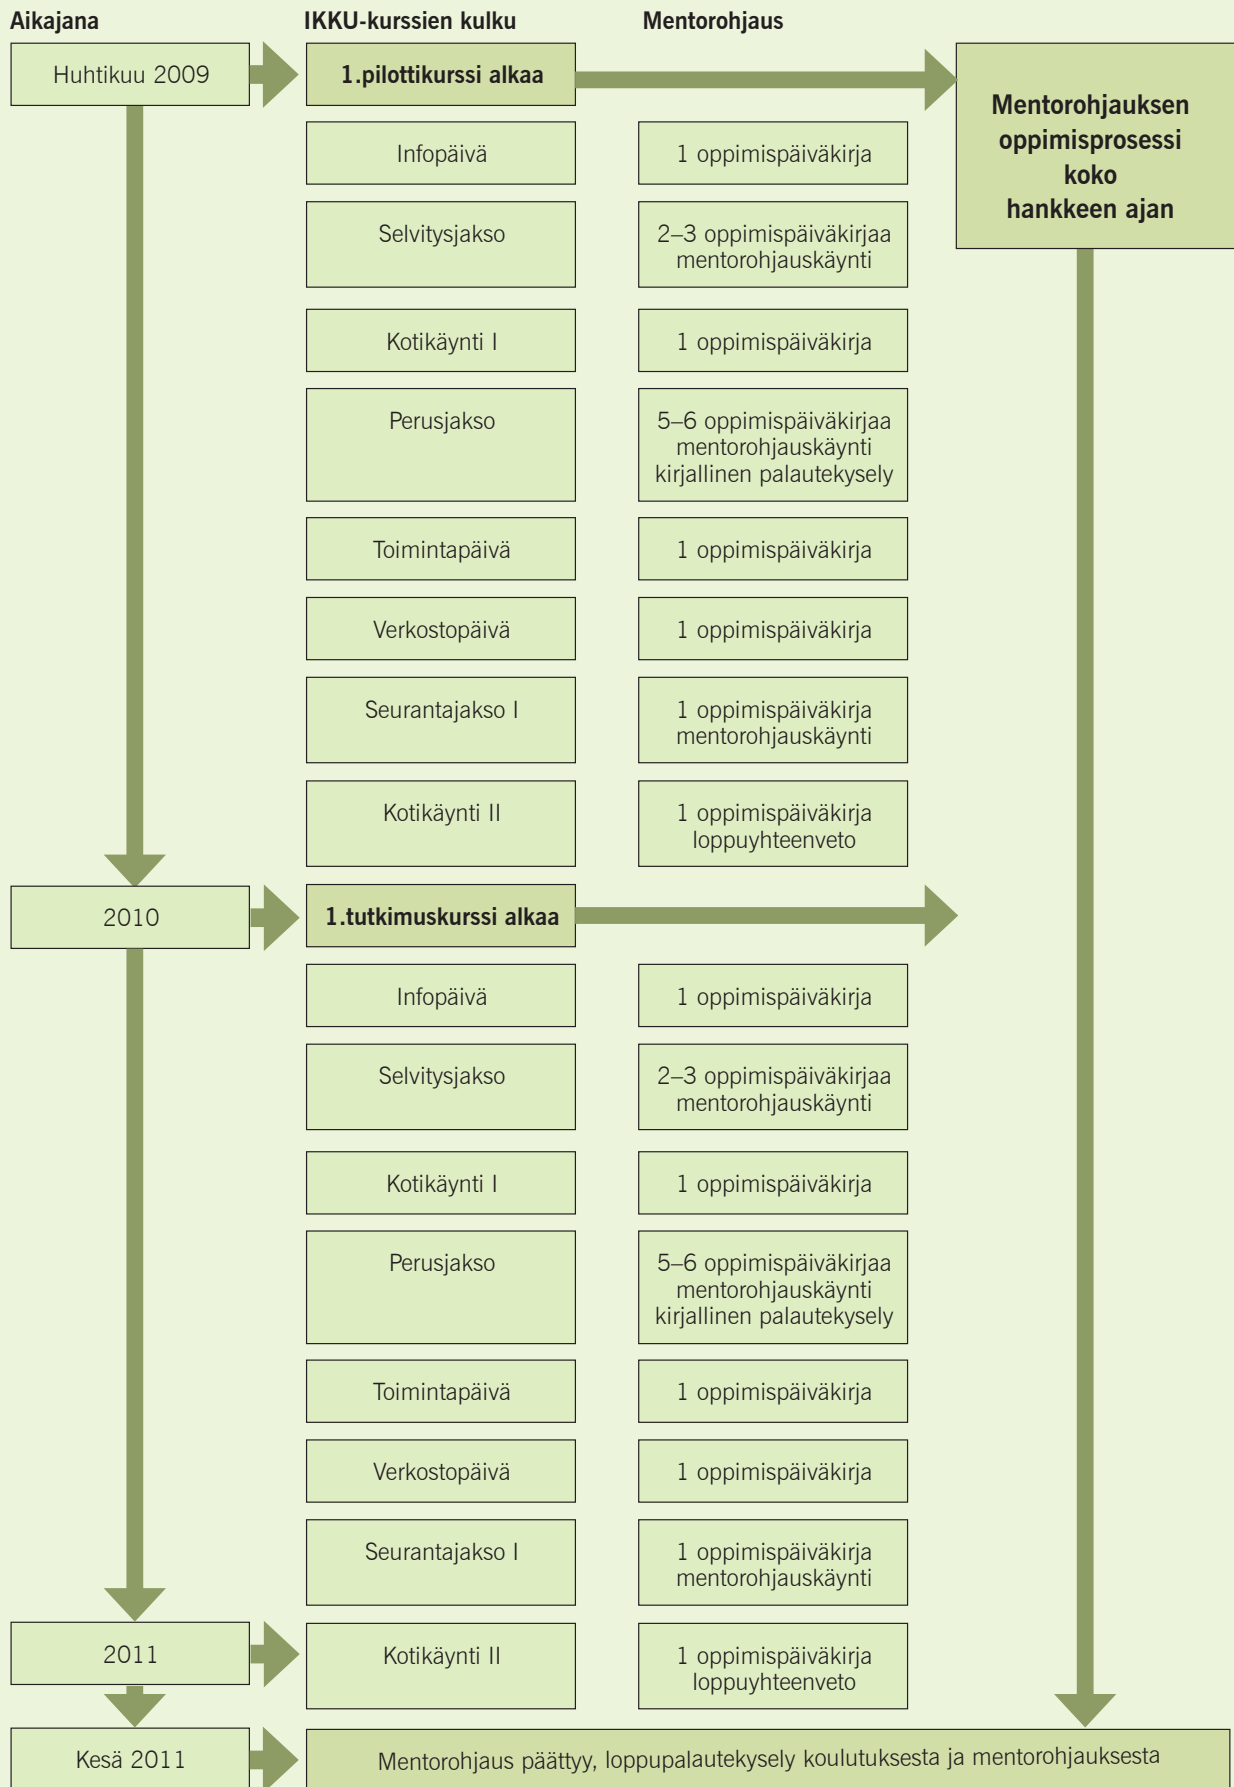 Aikajana IKKU-kurssien kulku Mentorohjaus
Huhtikuu 2009
1.pilottikurssi alkaa
Mentorohjauksen
oppimisprosessi
koko
hankkeen ajan
Infopäivä
1 oppimispäiväkirja
Selvitysjakso
2–3 oppimispäiväkirjaa
mentorohjauskäynti
Kotikäynti I
1 oppimispäiväkirja
Perusjakso
5–6 oppimispäiväkirjaa
mentorohjauskäynti
kirjallinen palautekysely
Toimintapäivä
1 oppimispäiväkirja
Verkostopäivä
1 oppimispäiväkirja
Seurantajakso I
1 oppimispäiväkirja
mentorohjauskäynti
Kotikäynti II
1 oppimispäiväkirja
loppuyhteenveto
2010
1.tutkimuskurssi alkaa
Infopäivä
1 oppimispäiväkirja
Selvitysjakso
2–3 oppimispäiväkirjaa
mentorohjauskäynti
Kotikäynti I
1 oppimispäiväkirja
Perusjakso
5–6 oppimispäiväkirjaa
mentorohjauskäynti
kirjallinen palautekysely
Toimintapäivä
1 oppimispäiväkirja
Verkostopäivä
1 oppimispäiväkirja
Seurantajakso I
1 oppimispäiväkirja
mentorohjauskäynti
2011
Kotikäynti II
1 oppimispäiväkirja
loppuyhteenveto
Kesä 2011
Mentorohjaus päättyy, loppupalautekysely koulutuksesta ja mentorohjauksesta